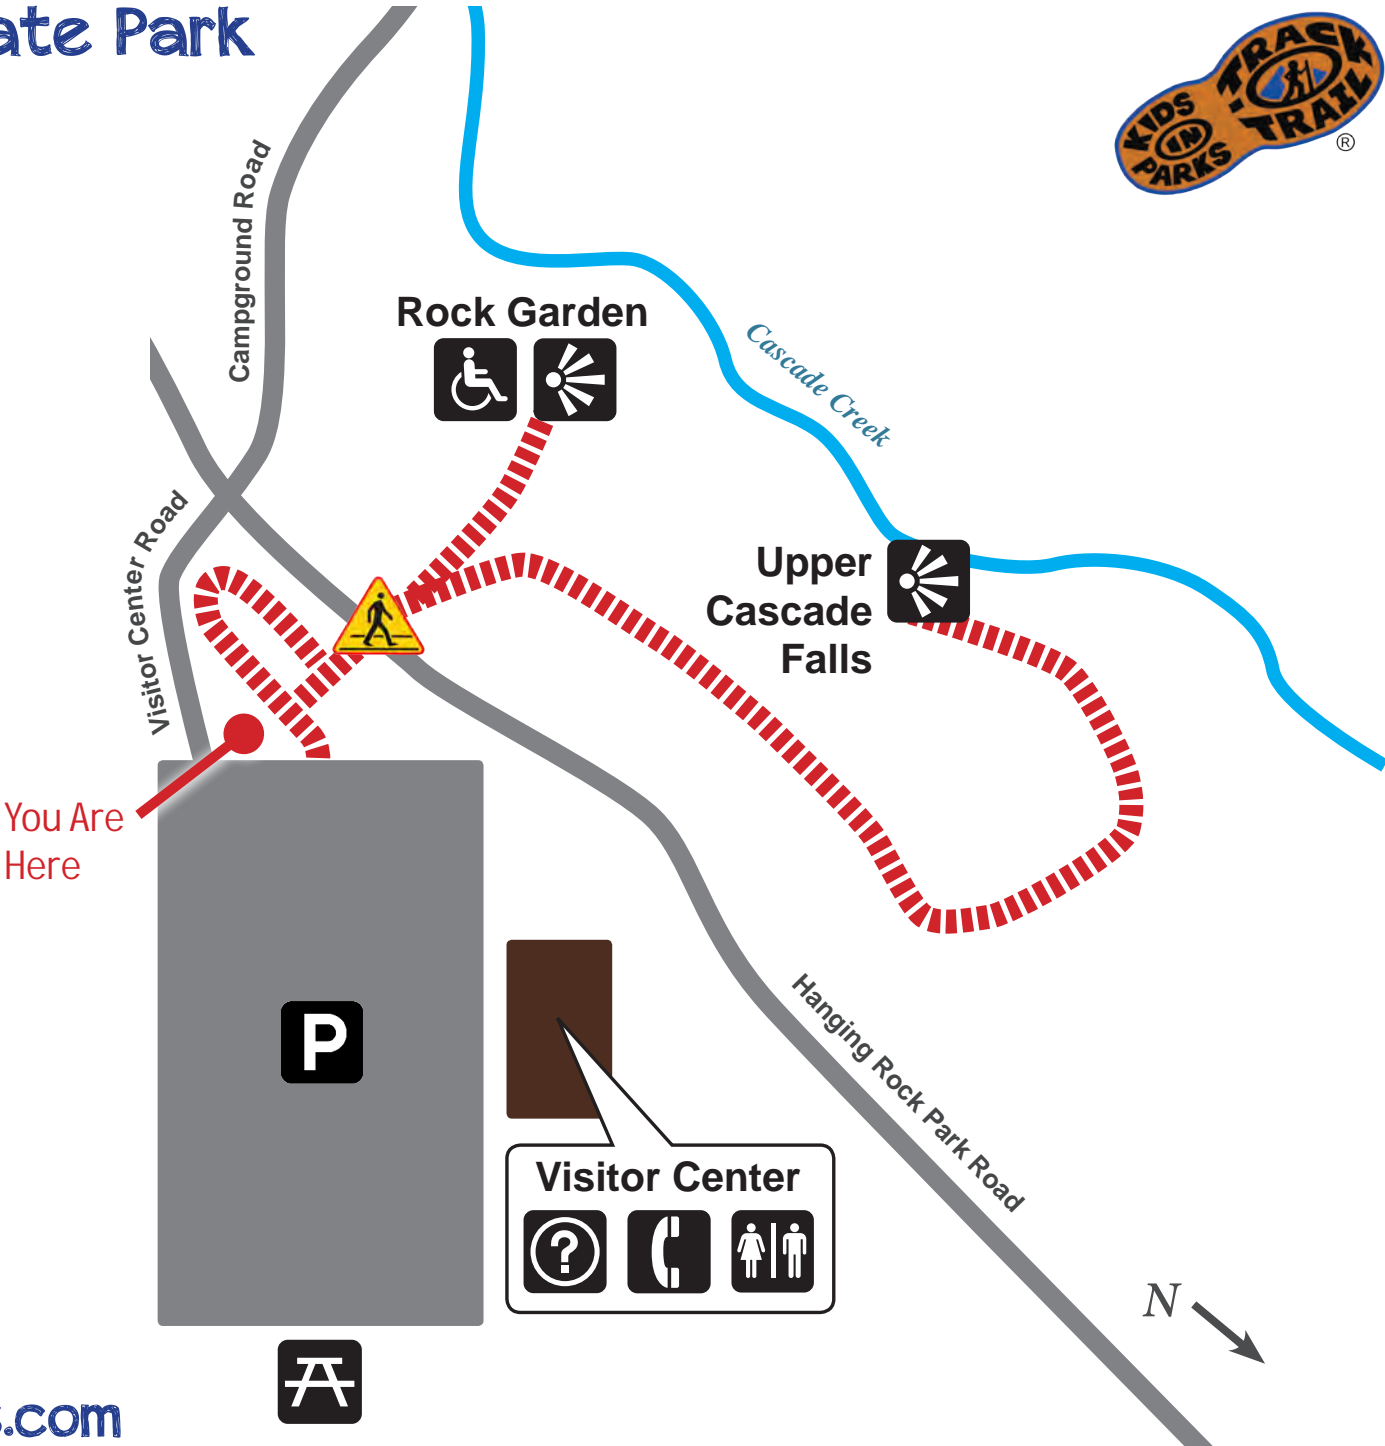 ate Park
KIDS
IN
PARKS
TRACK
TRAIL
®
Campground Road
Rock Garden
Cascade Creek
Visitor Center Road
Upper
Cascade
Falls
You Are
Here
P
Hanging Rock Park Road
Visitor Center
?
N
s.com